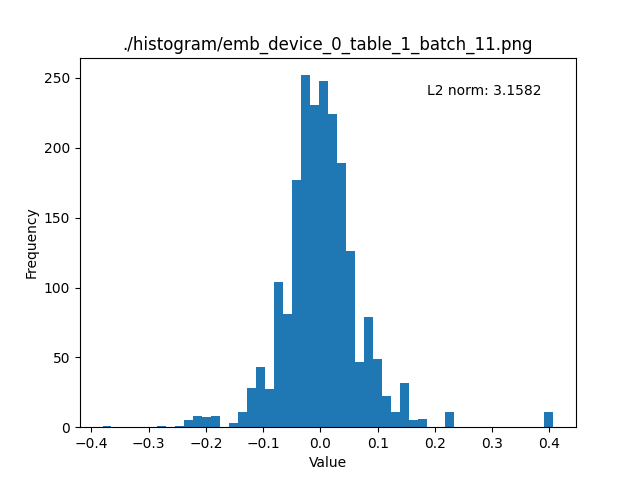 ./histogram/emb_device_0_table_1_batch_11.png
L2 norm: 3.1582
250
200
150
100
50
0
Frequency
−0.4 −0.3 −0.2 −0.1 0.0 0.1 0.2 0.3 0.4
Value